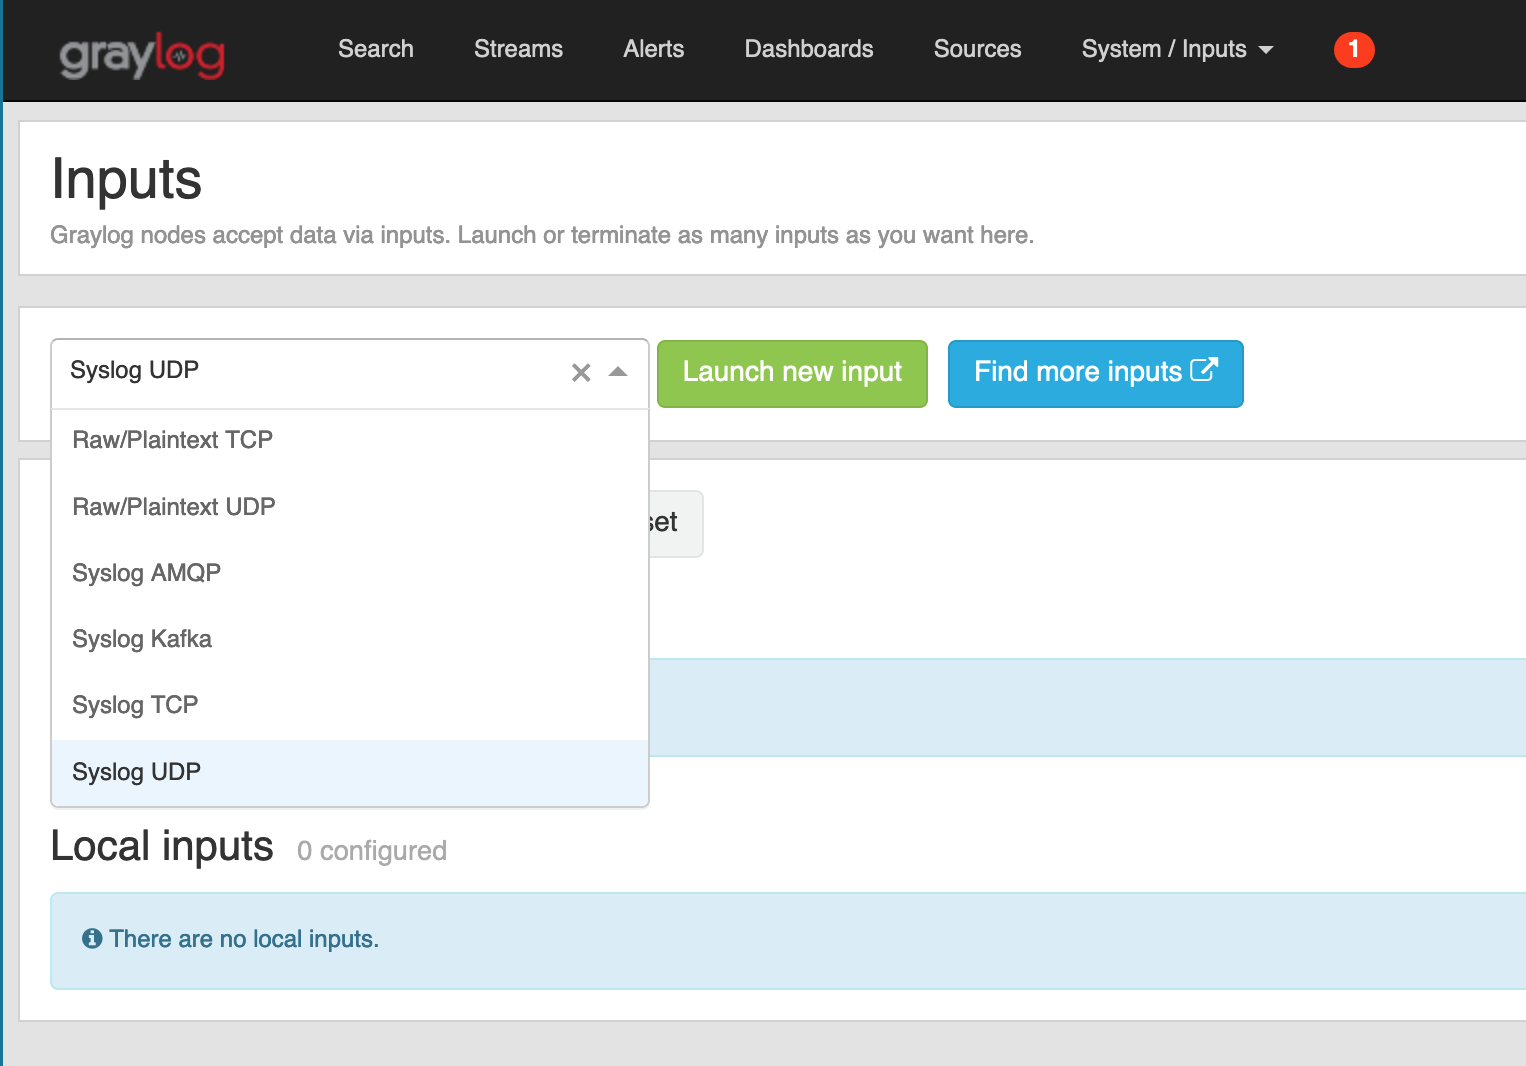 graylog Search Streams Alerts Dashboards Sources System / Inputs 1
Inputs
Graylog nodes accept data via inputs. Launch or terminate as many inputs as you want here.
Syslog UDP Launch new input Find more inputs
Raw/Plaintext TCP
Raw/Plaintext UDP
Syslog AMQP
Syslog Kafka
Syslog TCP
Syslog UDP
Local inputs 0 configured
There are no local inputs.